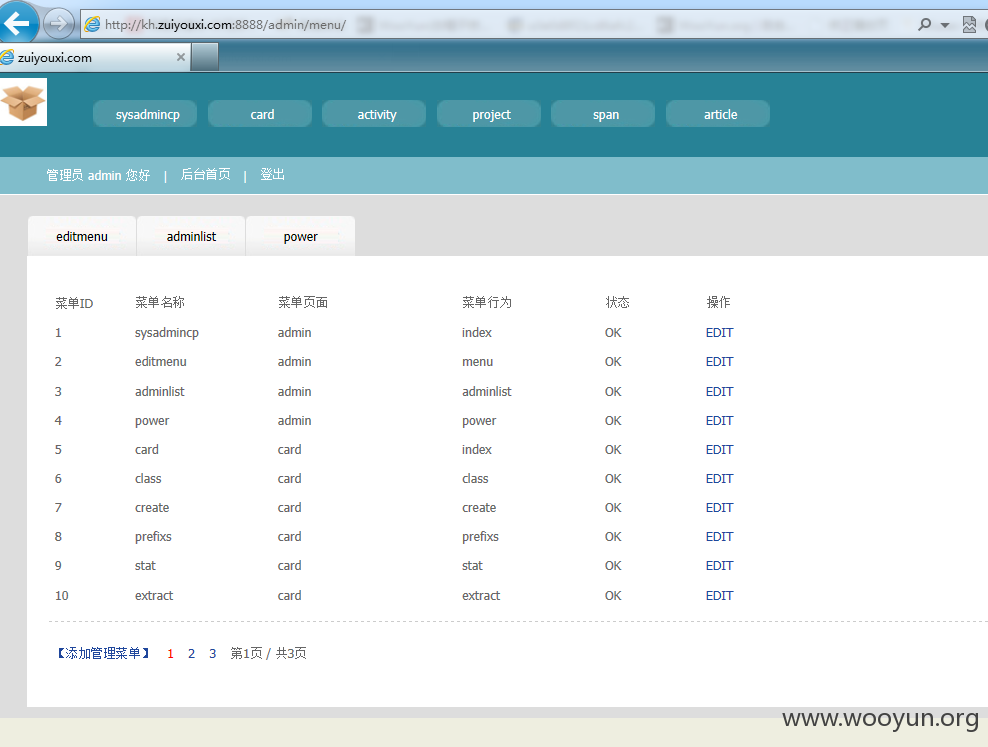 http://kh.zuiyouxi.com:8888/admin/menu/
zuiyouxi.com
sysadmincp card activity project span article
管理员 admin 您好 | 后台首页 | 登出
editmenu adminlist power
菜单ID 菜单名称 菜单页面 菜单行为 状态 操作
1 sysadmincp admin index OK EDIT
2 editmenu admin menu OK EDIT
3 adminlist admin adminlist OK EDIT
4 power admin power OK EDIT
5 card card index OK EDIT
6 class card class OK EDIT
7 create card create OK EDIT
8 prefixs card prefixs OK EDIT
9 stat card stat OK EDIT
10 extract card extract OK EDIT
【添加管理菜单】 1 2 3 第1页 / 共3页
www.wooyun.org